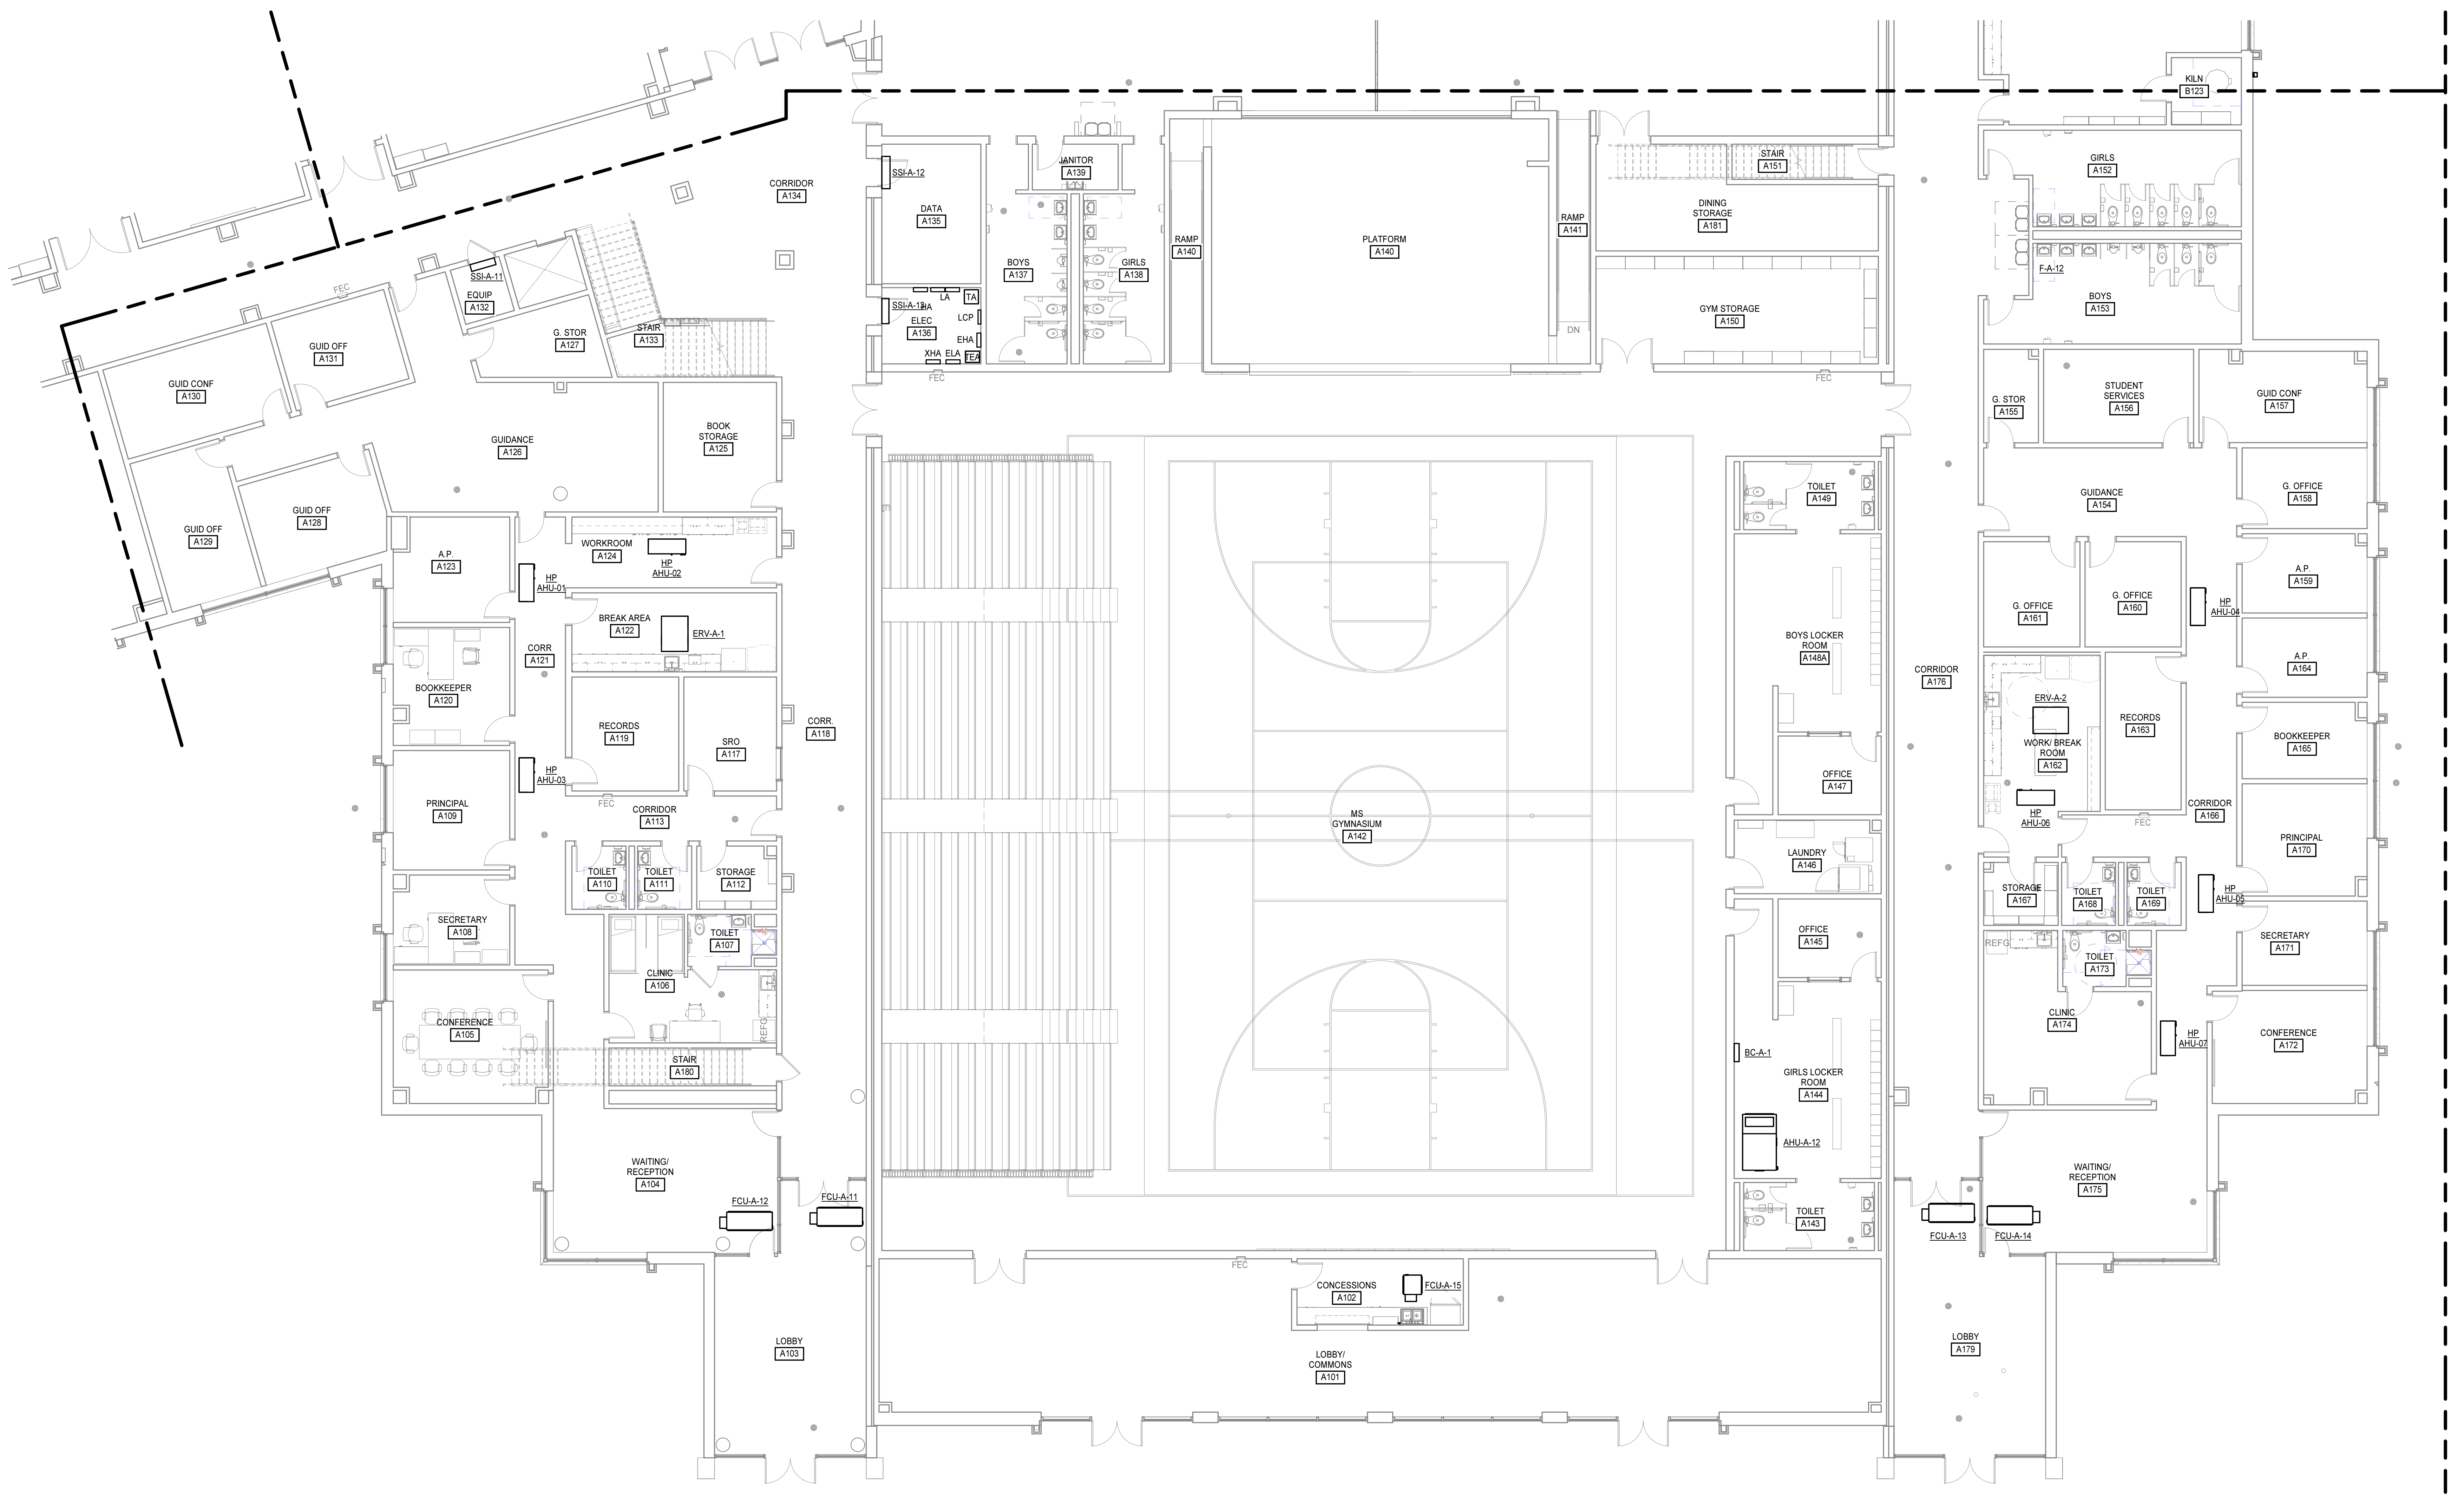 KILN
B123
GIRLS
A152
F-A-12
BOYS
A153
STAIR
A151
DINING
STORAGE
A181
GYM STORAGE
A150
RAMP
A141
DN
PLATFORM
A140
RAMP
A140
JANITOR
A139
GIRLS
A138
BOYS
A137
SSI-A-12
DATA
A135
SSI-A-13
HA
LA
TA
LCP
ELEC
A136
EHA
XHA
ELA
TEA
FEC
FEC
CORRIDOR
A134
SSI-A-11
EQUIP
A132
G. STOR
A127
STAIR
A133
FEC
GUID OFF
A131
GUID CONF
A130
GUID OFF
A129
GUID OFF
A128
GUIDANCE
A126
BOOK
STORAGE
A125
WORKROOM
A124
HP
AHU-02
A.P.
A123
HP
AHU-01
BREAK AREA
A122
ERV-A-1
CORR
A121
BOOKKEEPER
A120
RECORDS
A119
SRO
A117
CORR.
A118
HP
AHU-03
FEC
PRINCIPAL
A109
CORRIDOR
A113
TOILET
A110
TOILET
A111
STORAGE
A112
SECRETARY
A108
TOILET
A107
CLINIC
A106
REFG
CONFERENCE
A105
STAIR
A180
WAITING/
RECEPTION
A104
FCU-A-12
FCU-A-11
LOBBY
A103
MS
GYMNASIUM
A142
FEC
CONCESSIONS
A102
FCU-A-15
LOBBY/
COMMONS
A101
TOILET
A149
BOYS LOCKER
ROOM
A148A
OFFICE
A147
LAUNDRY
A146
OFFICE
A145
BC-A-1
GIRLS LOCKER
ROOM
A144
AHU-A-12
TOILET
A143
CORRIDOR
A176
G. STOR
A155
STUDENT
SERVICES
A156
GUID CONF
A157
GUIDANCE
A154
G. OFFICE
A158
G. OFFICE
A161
G. OFFICE
A160
A.P.
A159
HP
AHU-04
A.P.
A164
ERV-A-2
WORK/ BREAK
ROOM
A162
RECORDS
A163
BOOKKEEPER
A165
HP
AHU-06
FEC
CORRIDOR
A166
PRINCIPAL
A170
STORAGE
A167
TOILET
A168
TOILET
A169
HP
AHU-05
SECRETARY
A171
REFG
TOILET
A173
CLINIC
A174
HP
AHU-07
CONFERENCE
A172
WAITING/
RECEPTION
A175
FCU-A-13
FCU-A-14
LOBBY
A179